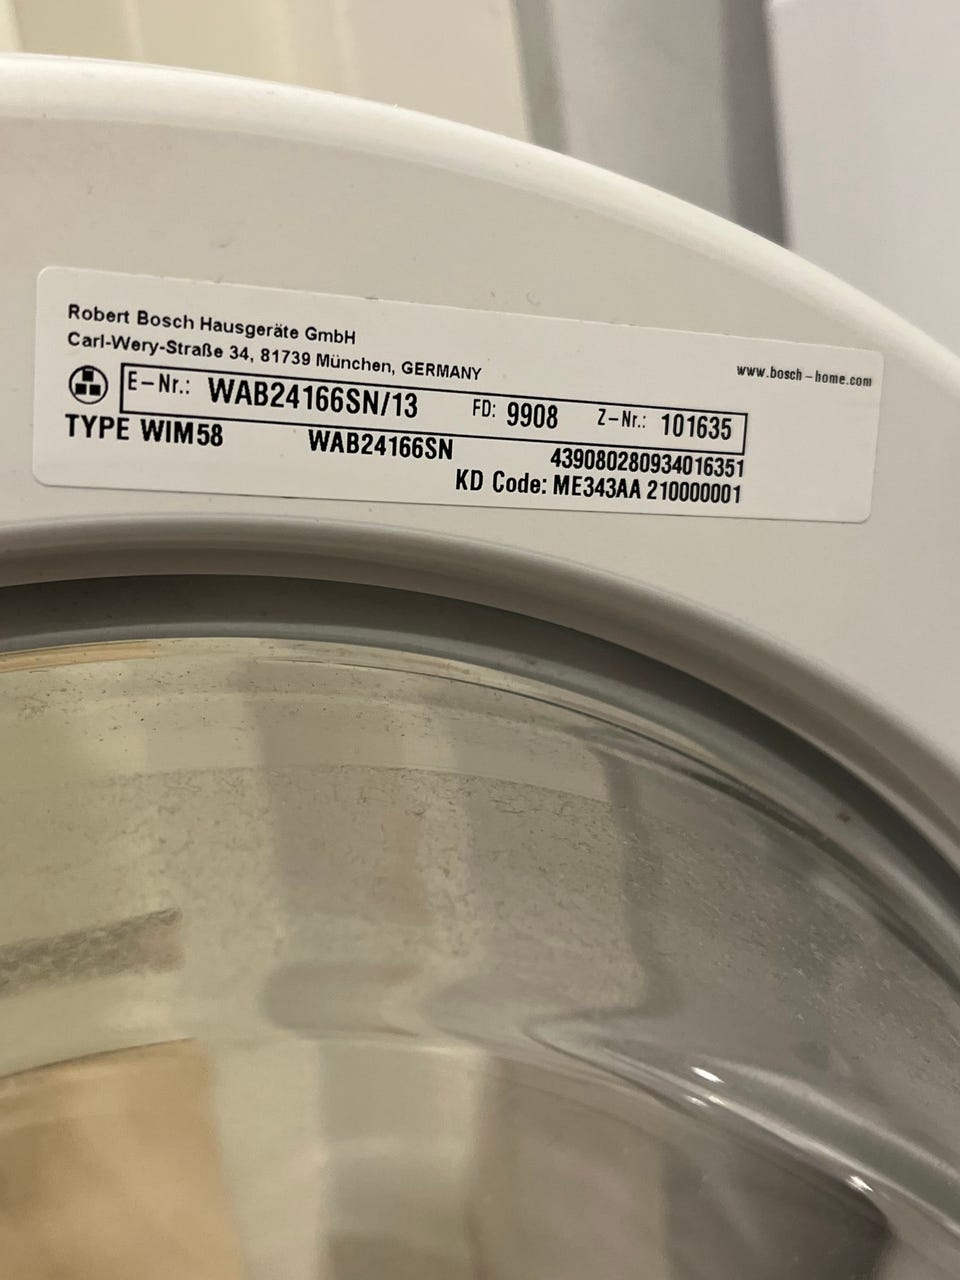 Robert Bosch Hausgeräte GmbH
Carl-Wery-Straße 34, 81739 München, GERMANY
www.bosch-home.com
E-Nr.: WAB24166SN/13 FD: 9908 Z-Nr.: 101635
TYPE WIM58 WAB24166SN 439080280934016351
KD Code: ME343AA 210000001